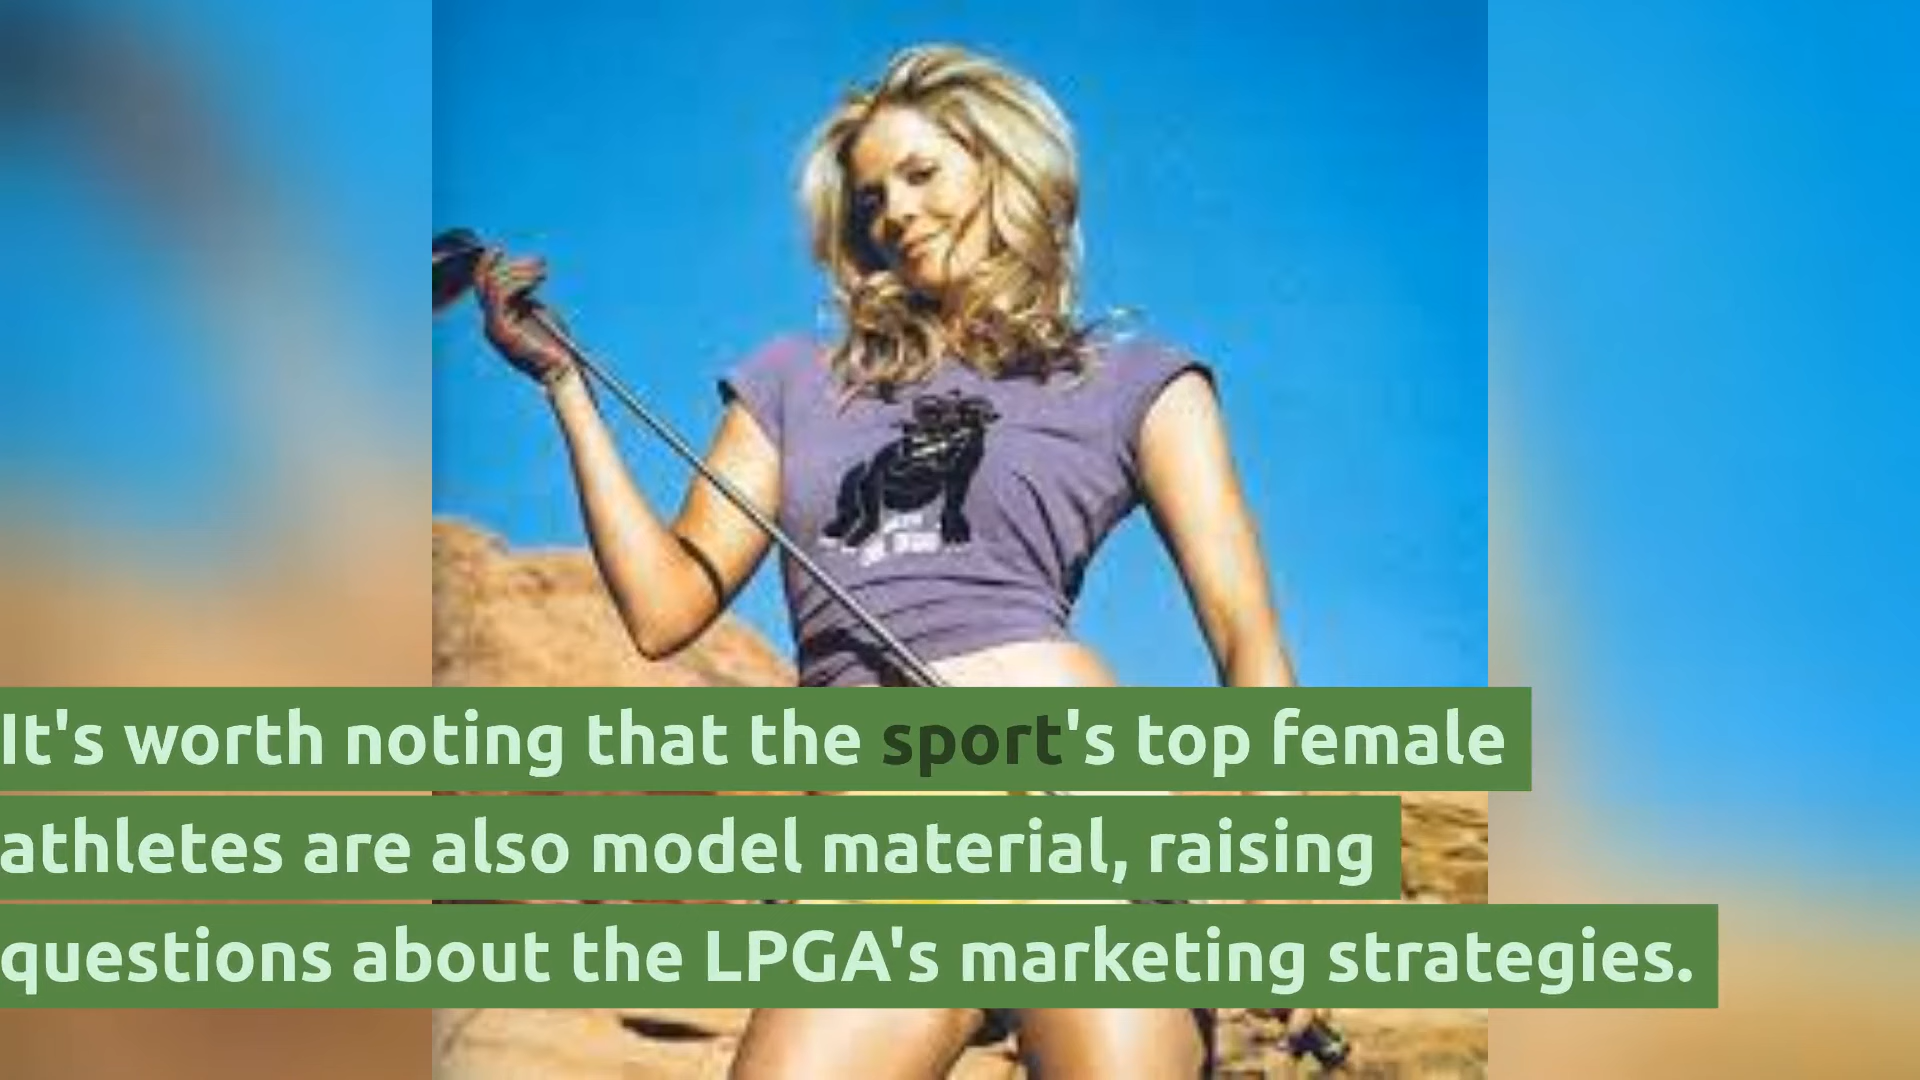 It's worth noting that the sport's top female
athletes are also model material, raising
questions about the LPGA's marketing strategies.